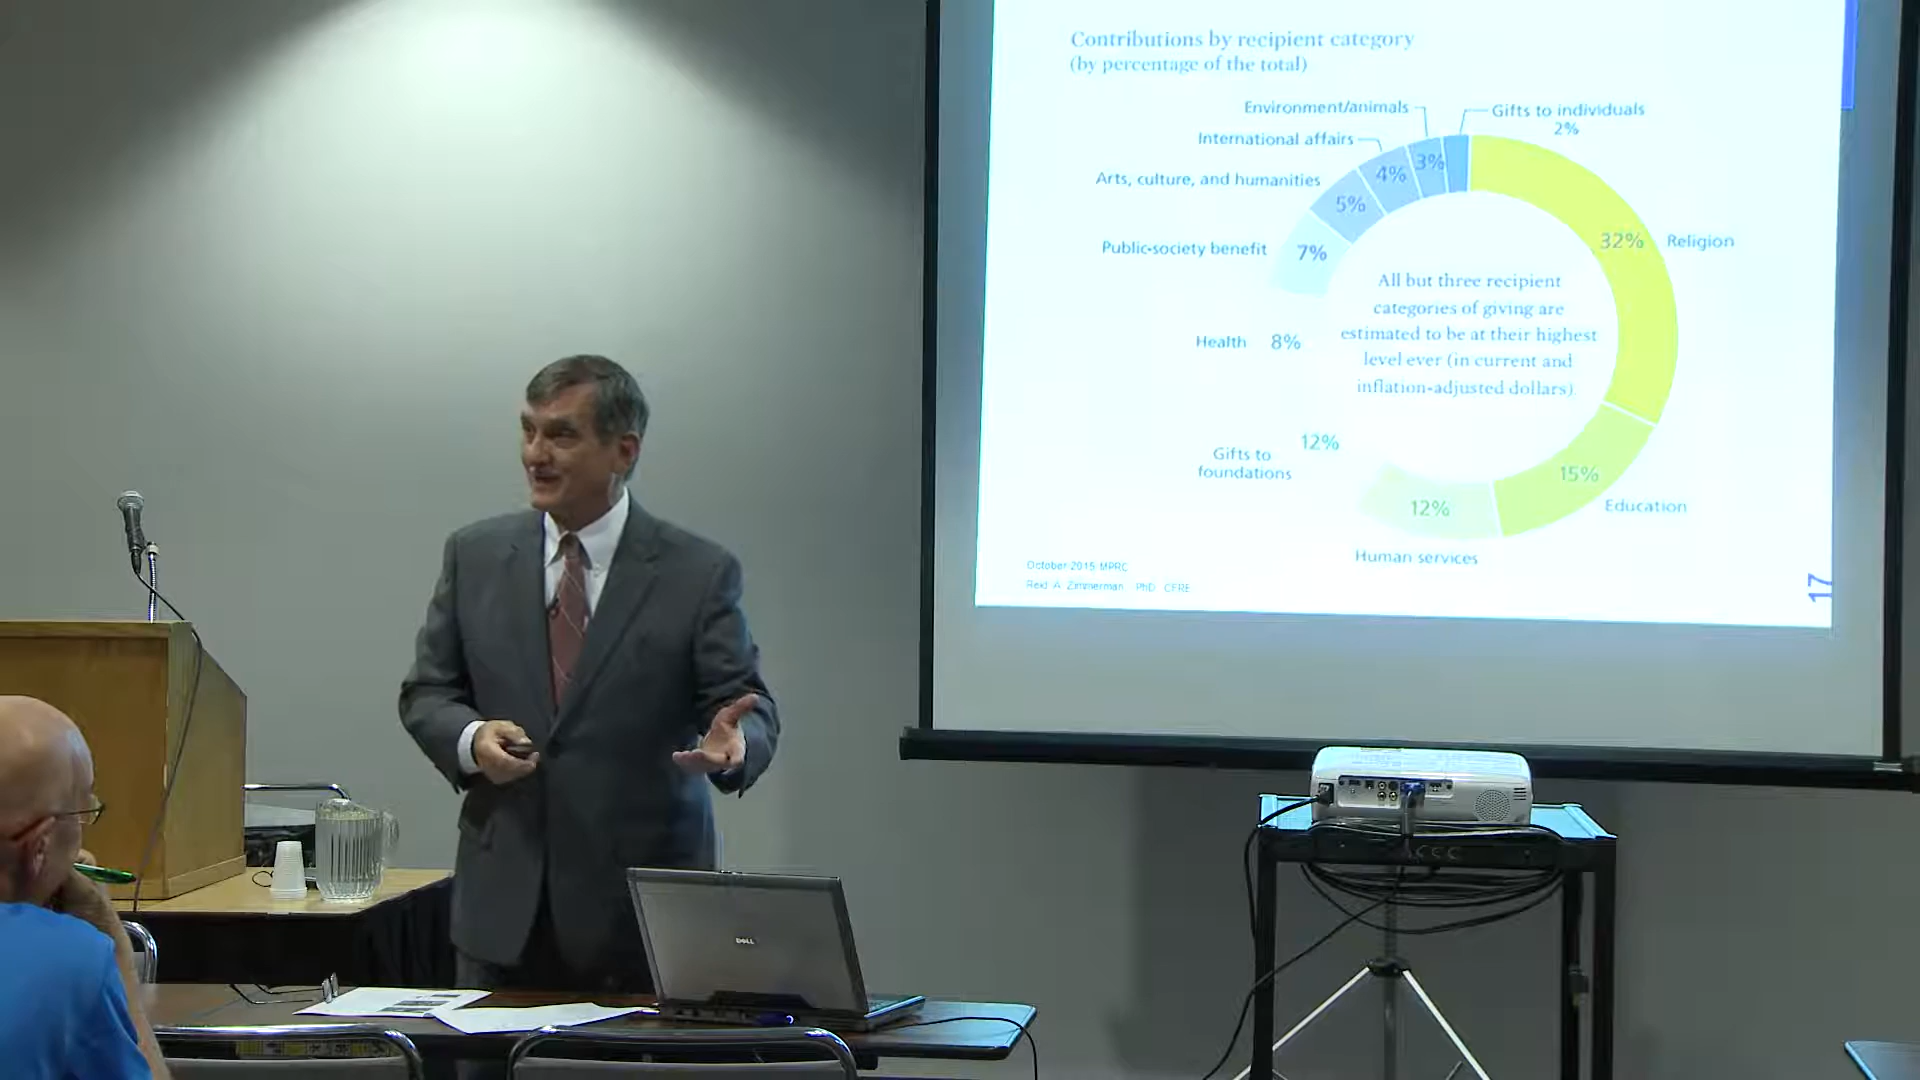 Contributions by recipient category
(by percentage of the total)
Environment/animals
Gifts to individuals
2%
International affairs
3%
4%
Arts, culture, and humanities
5%
32%
Religion
Public-society benefit
7%
All but three recipient
categories of giving are
estimated to be at their highest
level ever (in current and
inflation-adjusted dollars).
Health
8%
12%
Gifts to
foundations
15%
Education
12%
Human services
October 2015 MPRC
Reid A. Zimmerman PhD CFRE
17
DELL